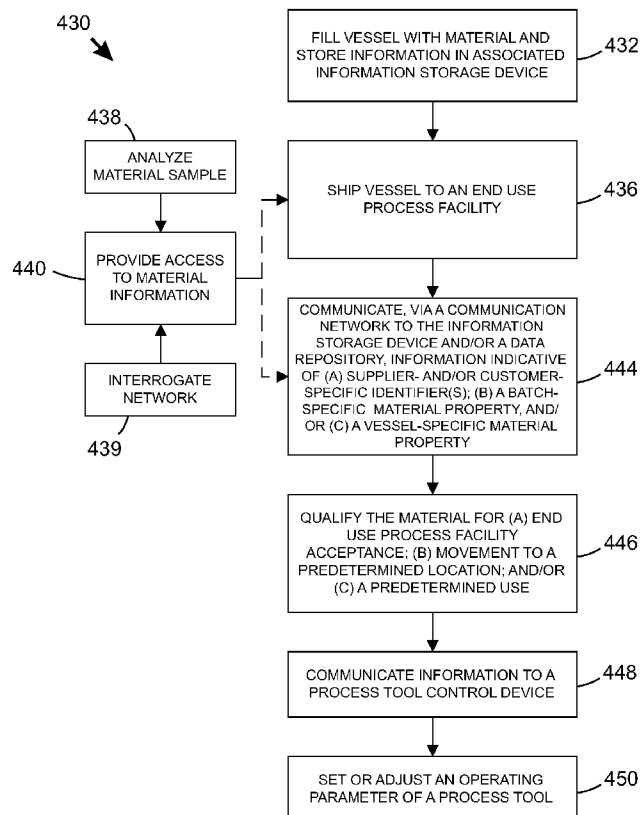 430
FILL VESSEL WITH MATERIAL AND
STORE INFORMATION IN ASSOCIATED
INFORMATION STORAGE DEVICE
432
438
ANALYZE
MATERIAL SAMPLE
SHIP VESSEL TO AN END USE
PROCESS FACILITY
436
440
PROVIDE ACCESS
TO MATERIAL
INFORMATION
INTERROGATE
NETWORK
439
COMMUNICATE, VIA A COMMUNICATION
NETWORK TO THE INFORMATION
STORAGE DEVICE AND/OR A DATA
REPOSITORY, INFORMATION INDICATIVE
OF (A) SUPPLIER- AND/OR CUSTOMER-
SPECIFIC IDENTIFIER(S); (B) A BATCH-
SPECIFIC MATERIAL PROPERTY, AND/
OR (C) A VESSEL-SPECIFIC MATERIAL
PROPERTY
444
QUALIFY THE MATERIAL FOR (A) END
USE PROCESS FACILITY
ACCEPTANCE; (B) MOVEMENT TO A
PREDETERMINED LOCATION; AND/OR
(C) A PREDETERMINED USE
446
COMMUNICATE INFORMATION TO A
PROCESS TOOL CONTROL DEVICE
448
SET OR ADJUST AN OPERATING
PARAMETER OF A PROCESS TOOL
450